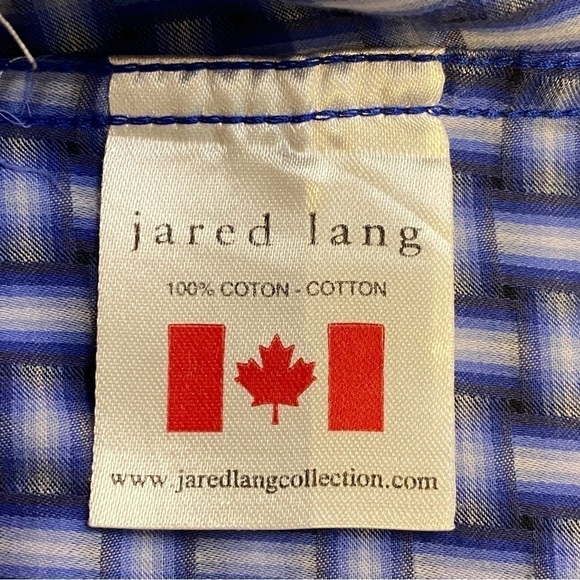 jared lang
100% COTON - COTTON
www.jaredlangcollection.com